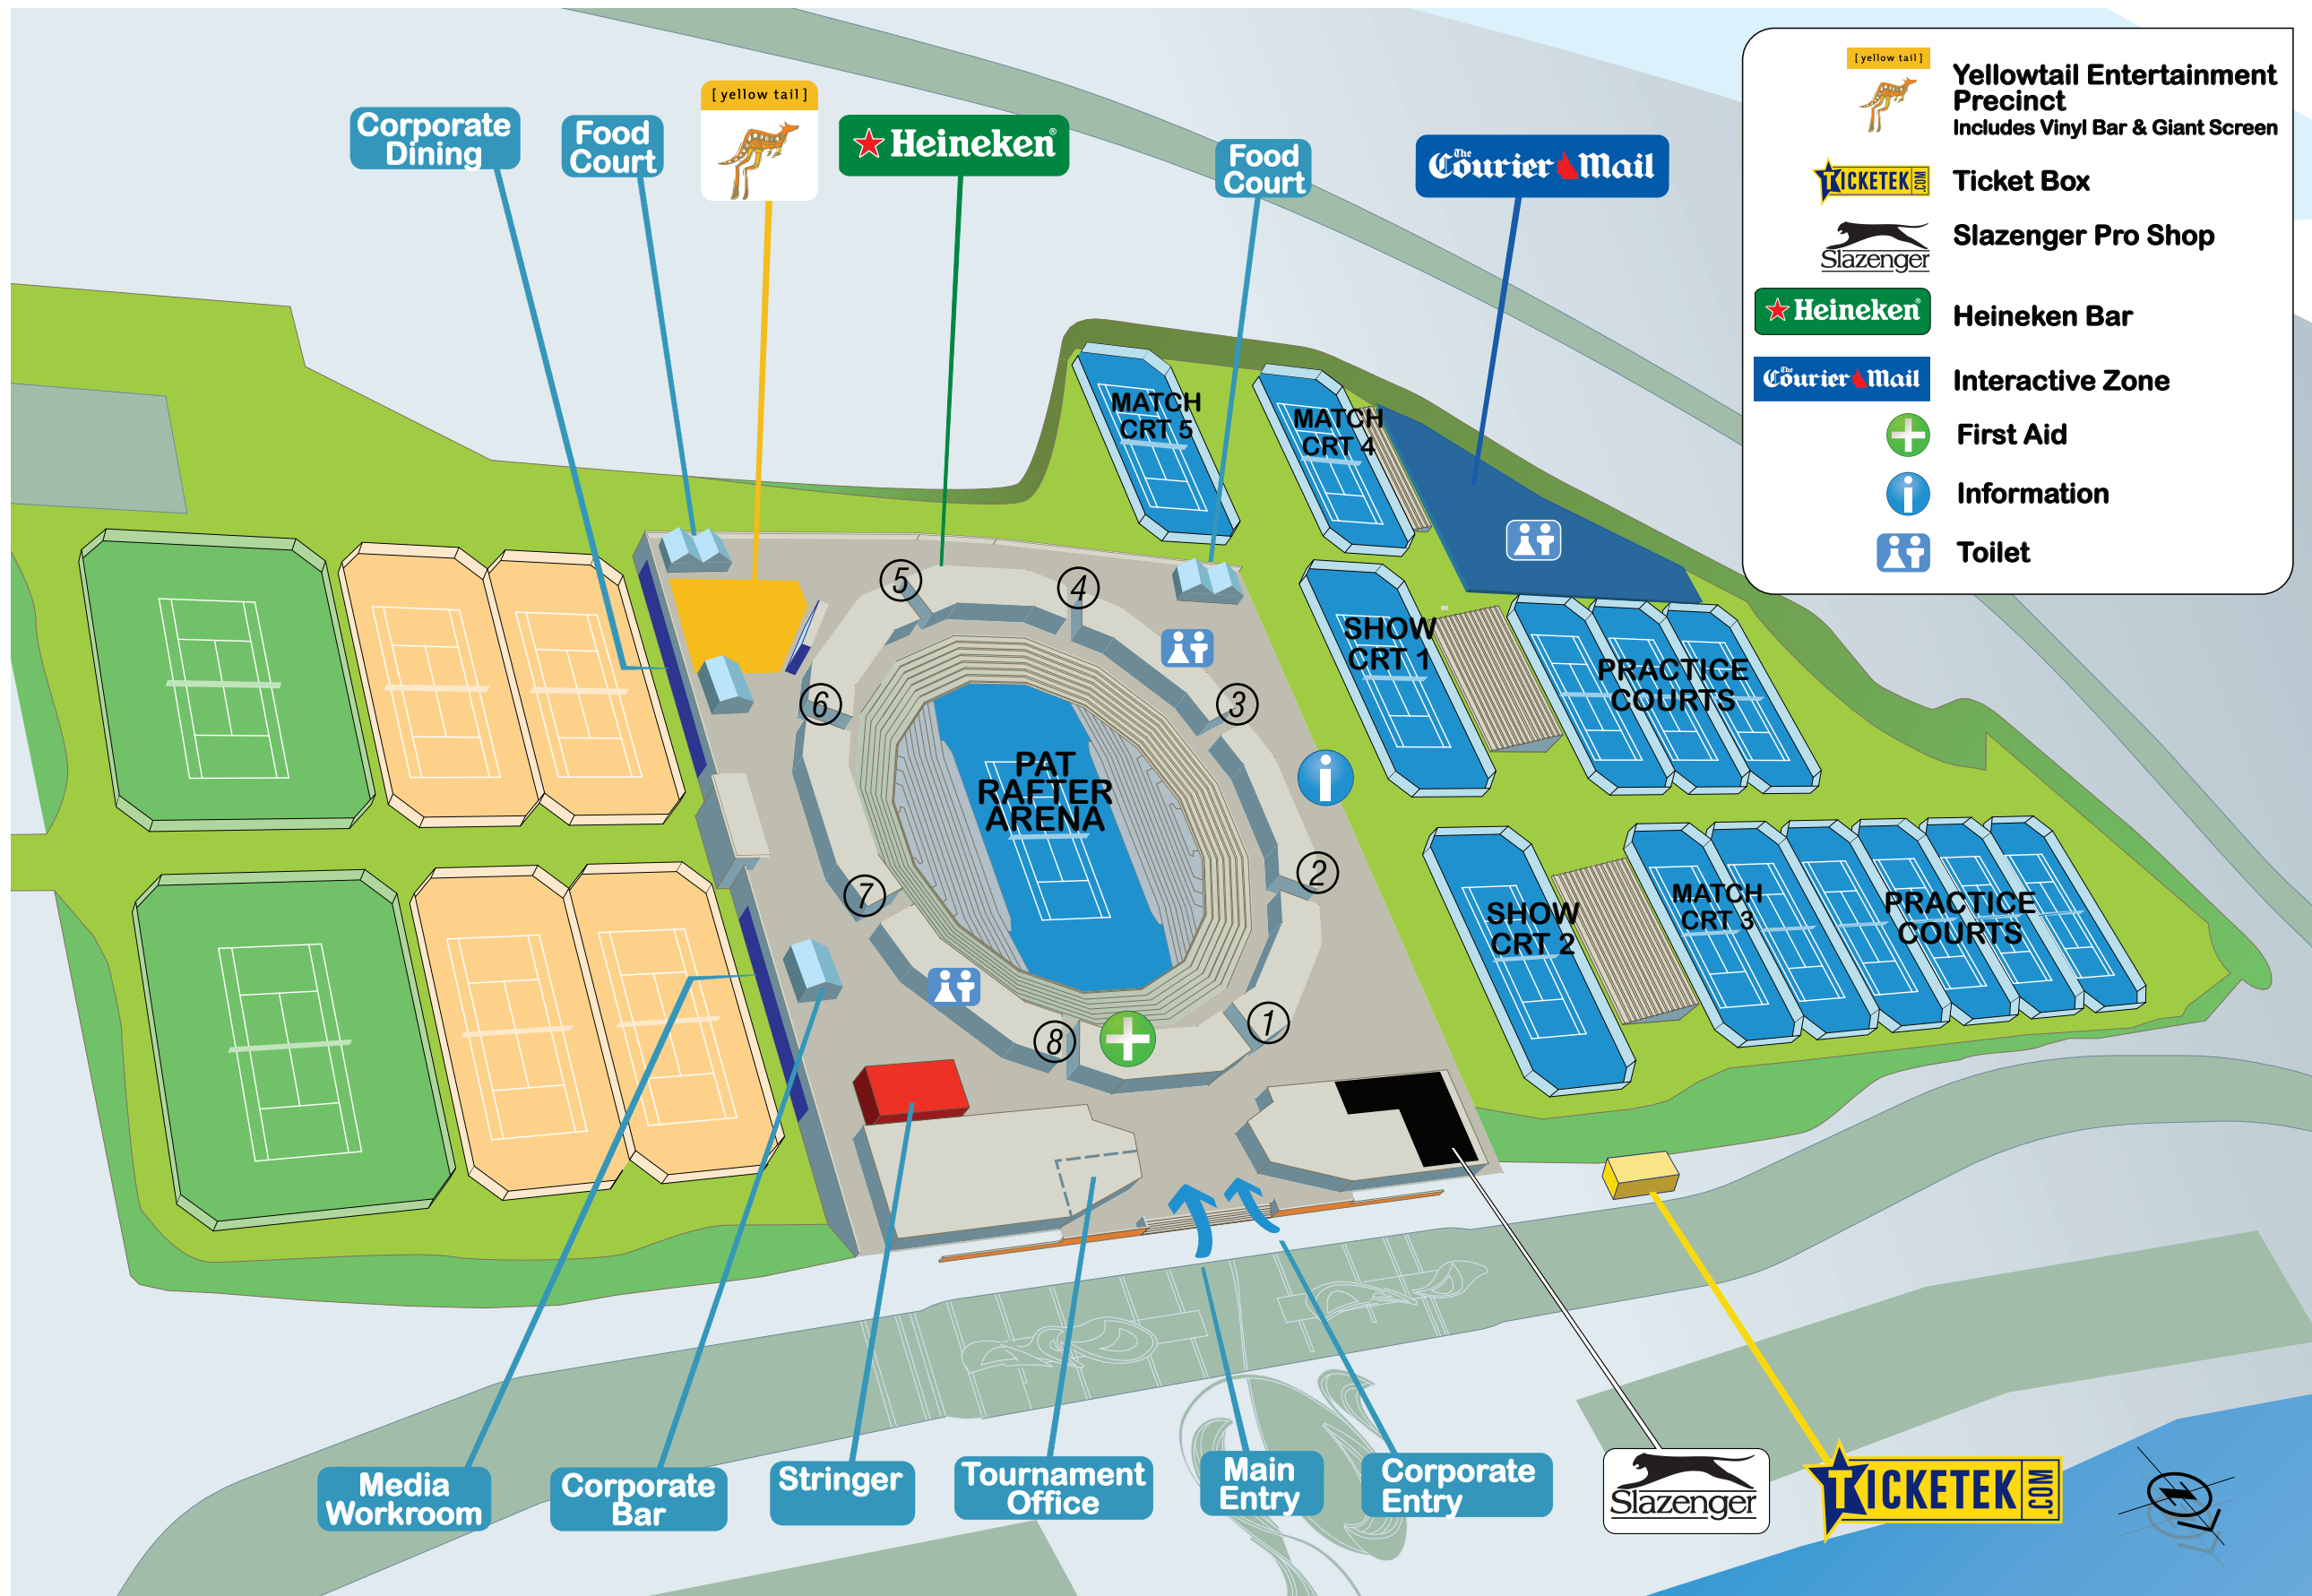 Corporate
Dining
Food
Court
[ yellow tail ]
Heineken®
Food
Court
The
Courier Mail
[ yellow tail ]
Yellowtail Entertainment
Precinct
Includes Vinyl Bar & Giant Screen
TICKETEK.COM
Ticket Box
Slazenger
Slazenger Pro Shop
Heineken®
Heineken Bar
The
Courier Mail
Interactive Zone
First Aid
i
Information
Toilet
MATCH
CRT 5
MATCH
CRT 4
SHOW
CRT 1
PRACTICE
COURTS
5
4
6
3
i
PAT
RAFTER
ARENA
2
7
SHOW
CRT 2
MATCH
CRT 3
PRACTICE
COURTS
8
1
Media
Workroom
Corporate
Bar
Stringer
Tournament
Office
Main
Entry
Corporate
Entry
Slazenger
TICKETEK.COM